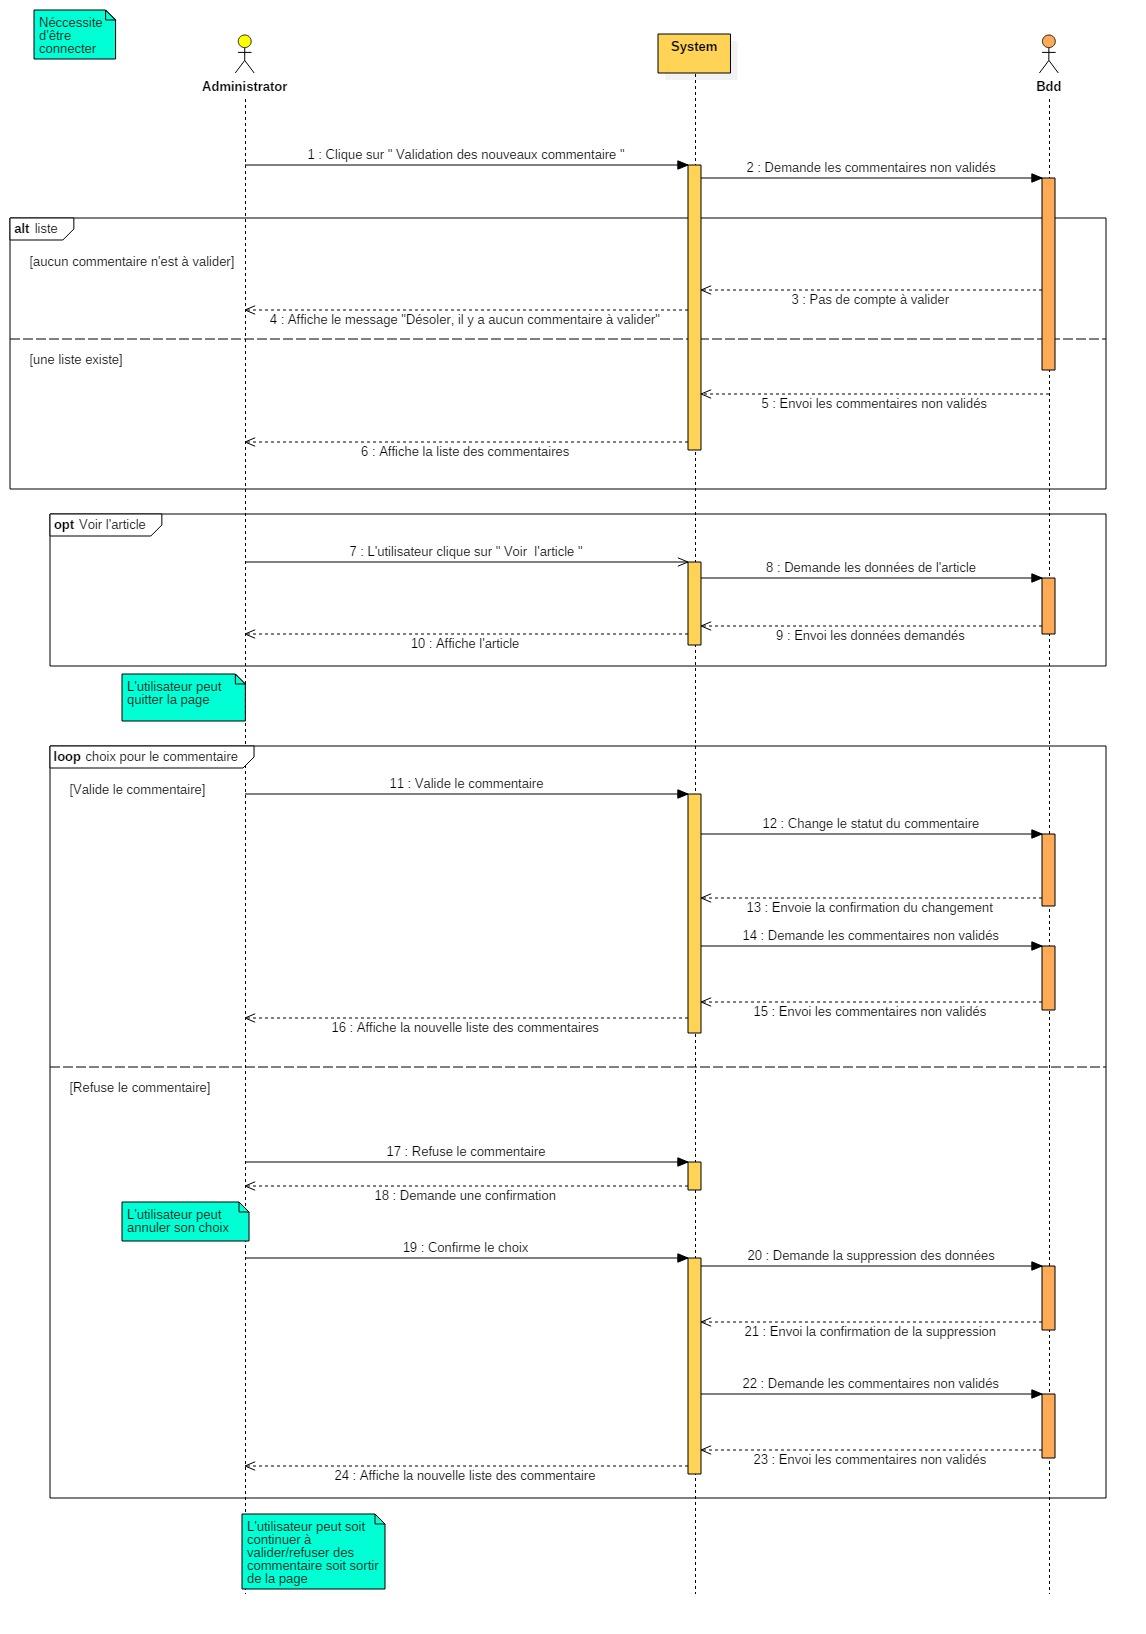 Néccessite
d'être
connecter
Administrator
System
Bdd
1 : Clique sur " Validation des nouveaux commentaire "
2 : Demande les commentaires non validés
alt liste
[aucun commentaire n'est à valider]
3 : Pas de compte à valider
4 : Affiche le message "Désoler, il y a aucun commentaire à valider"
[une liste existe]
5 : Envoi les commentaires non validés
6 : Affiche la liste des commentaires
opt Voir l'article
7 : L'utilisateur clique sur " Voir  l'article "
8 : Demande les données de l'article
9 : Envoi les données demandés
10 : Affiche l'article
L'utilisateur peut
quitter la page
loop choix pour le commentaire
[Valide le commentaire]
11 : Valide le commentaire
12 : Change le statut du commentaire
13 : Envoie la confirmation du changement
14 : Demande les commentaires non validés
15 : Envoi les commentaires non validés
16 : Affiche la nouvelle liste des commentaires
[Refuse le commentaire]
17 : Refuse le commentaire
18 : Demande une confirmation
L'utilisateur peut
annuler son choix
19 : Confirme le choix
20 : Demande la suppression des données
21 : Envoi la confirmation de la suppression
22 : Demande les commentaires non validés
23 : Envoi les commentaires non validés
24 : Affiche la nouvelle liste des commentaire
L'utilisateur peut soit
continuer à
valider/refuser des
commentaire soit sortir
de la page